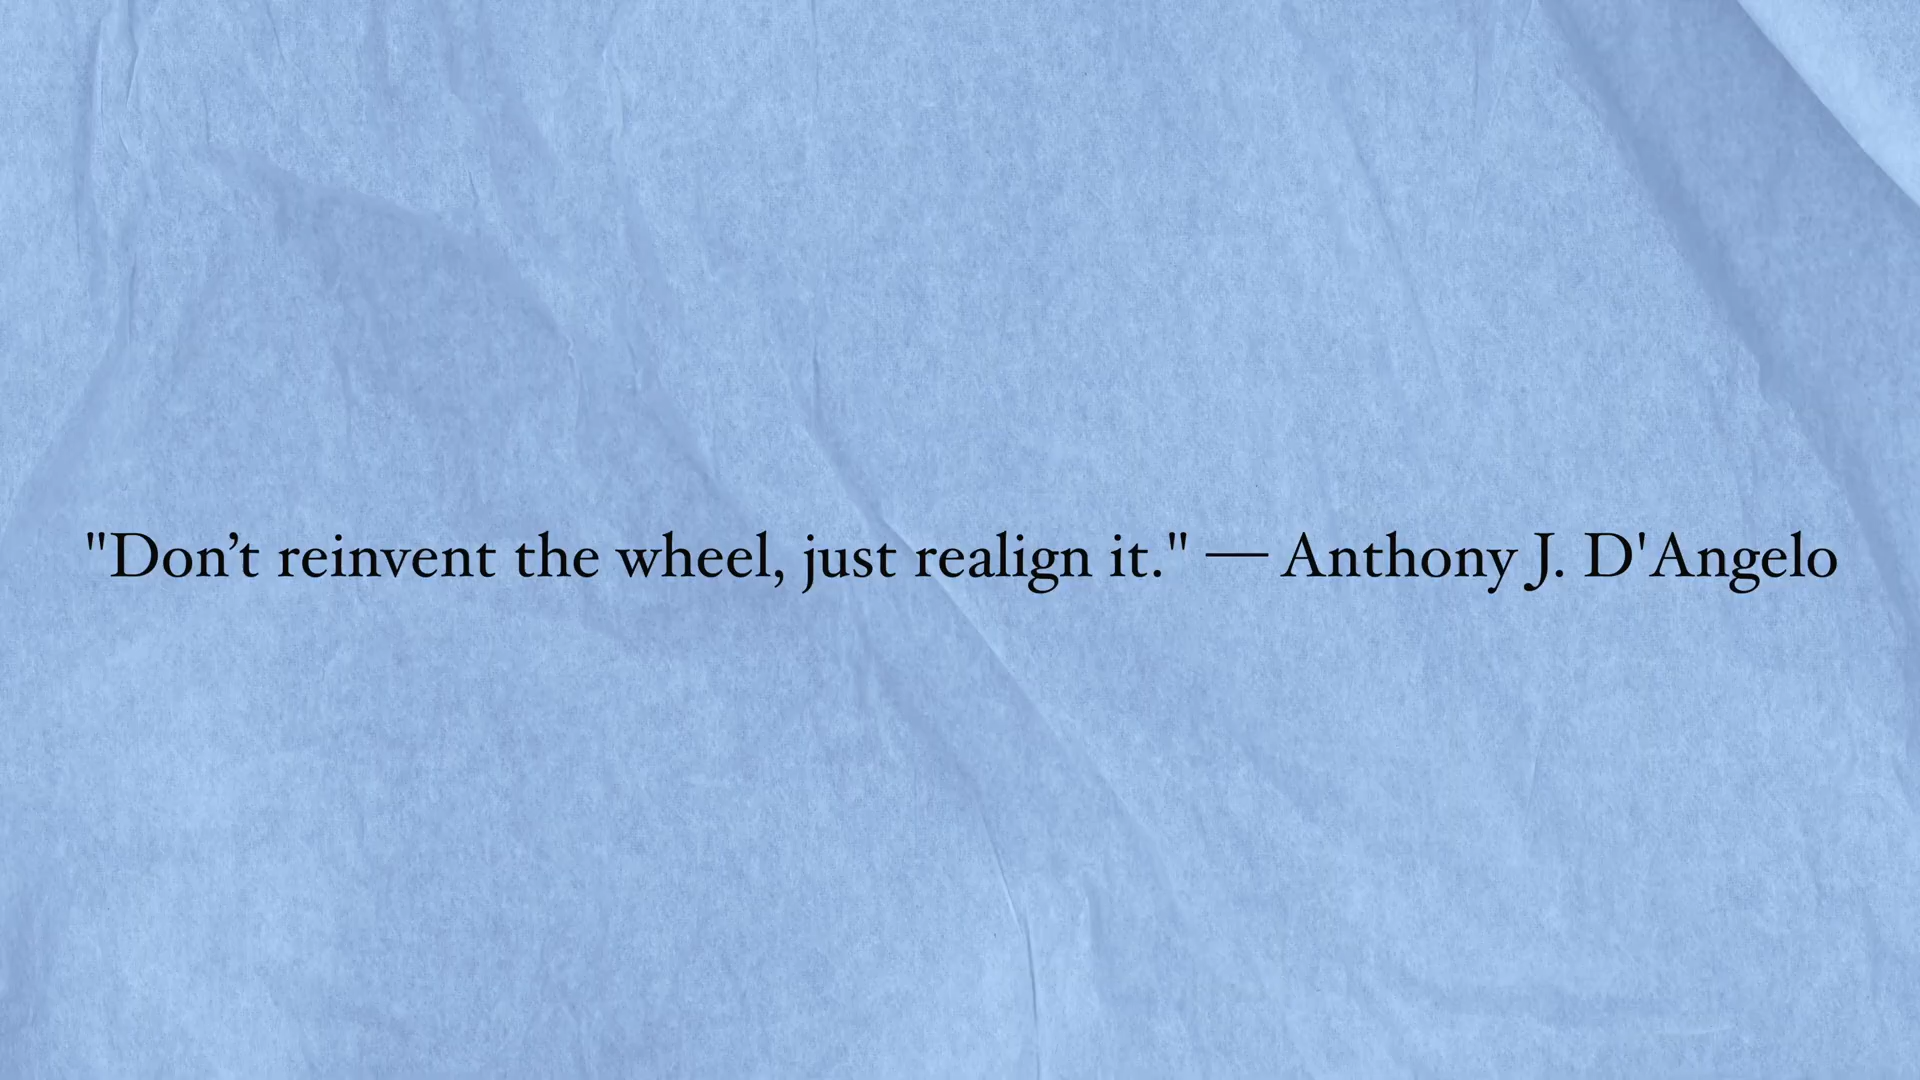 "Don’t reinvent the wheel, just realign it." — Anthony J. D'Angelo